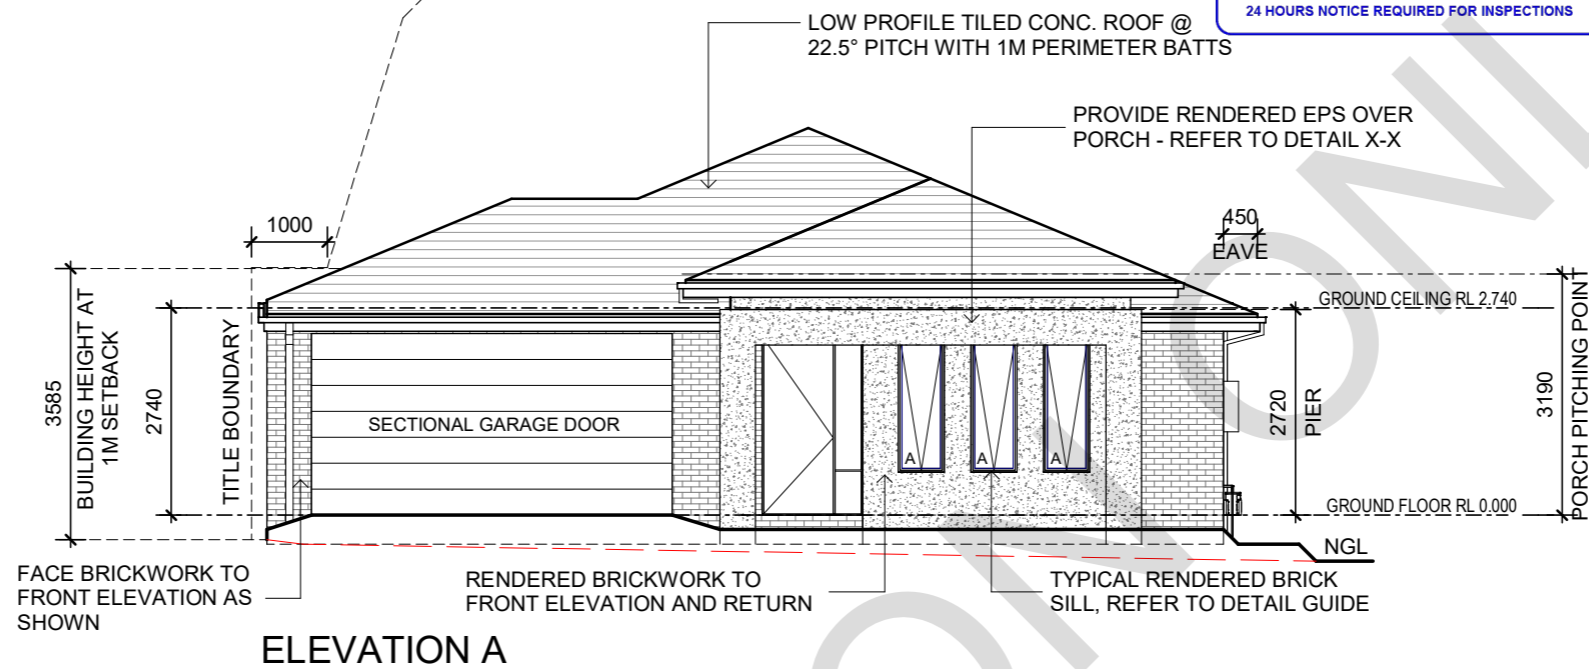 24 HOURS NOTICE REQUIRED FOR INSPECTIONS
LOW PROFILE TILED CONC. ROOF @
22.5° PITCH WITH 1M PERIMETER BATTS
PROVIDE RENDERED EPS OVER
PORCH - REFER TO DETAIL X-X
1000
450
EAVE
3585
BUILDING HEIGHT AT
1M SETBACK
2740
TITLE BOUNDARY
SECTIONAL GARAGE DOOR
A
A
A
GROUND CEILING RL 2.740
2720
PIER
3190
PORCH PITCHING POINT
GROUND FLOOR RL 0.000
NGL
FACE BRICKWORK TO
FRONT ELEVATION AS
SHOWN
RENDERED BRICKWORK TO
FRONT ELEVATION AND RETURN
TYPICAL RENDERED BRICK
SILL, REFER TO DETAIL GUIDE
ELEVATION A